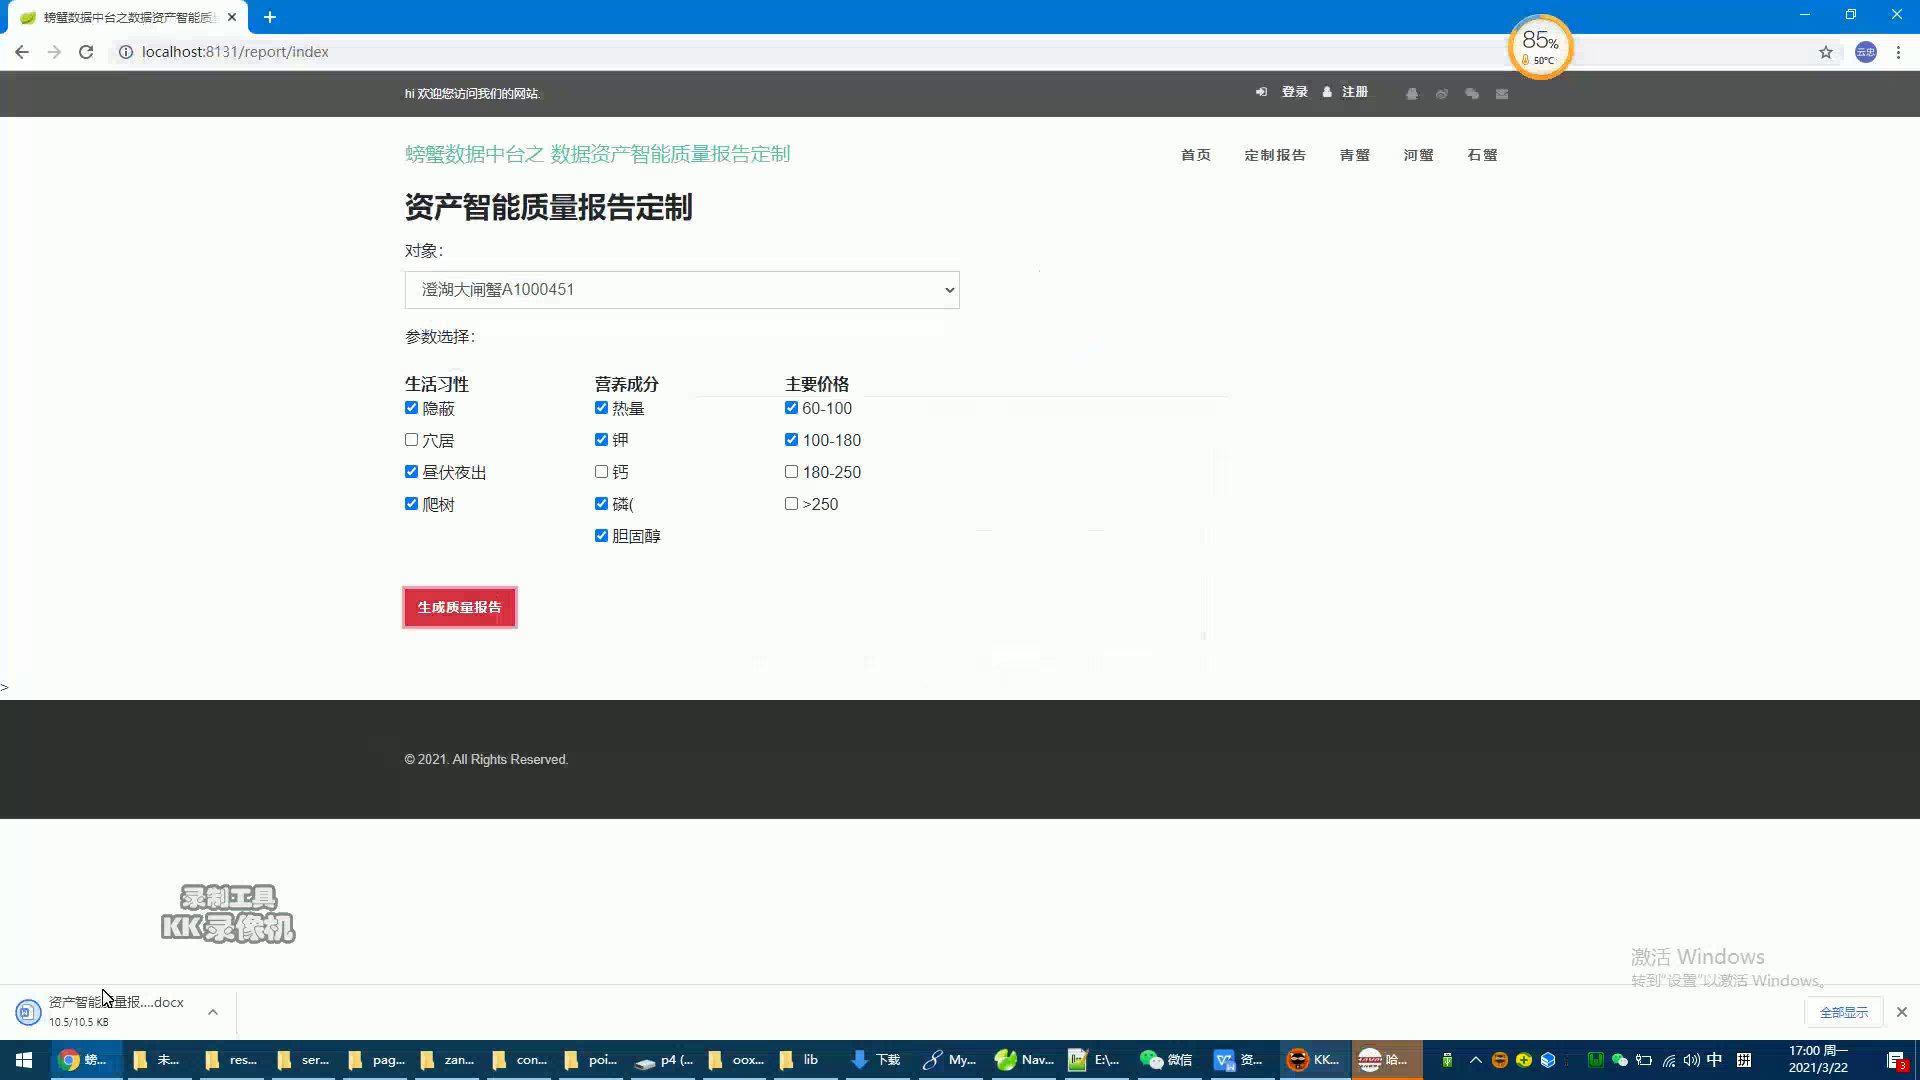 螃蟹数据中台之数据资产智能质
localhost:8131/report/index
85%
50°C
云忠
hi 欢迎您访问我们的网站.
登录 注册
螃蟹数据中台之 数据资产智能质量报告定制
首页 定制报告 青蟹 河蟹 石蟹
资产智能质量报告定制
对象：
澄湖大闸蟹A1000451
参数选择：
生活习性 营养成分 主要价格
隐蔽 热量 60-100
穴居 钾 100-180
昼伏夜出 钙 180-250
爬树 磷( >250
胆固醇
生成质量报告
>
© 2021. All Rights Reserved.
录制工具
KK录像机
激活 Windows
转到"设置"以激活 Windows。
资产智能 量报....docx
10.5/10.5 KB
全部显示
螃... 未... res... ser... pag... zan... con... poi... p4 (... oox... lib 下载 My... Nav... E:\... 微信 资... KK... 哈... 中 拼 17:00 周一
2021/3/22
3